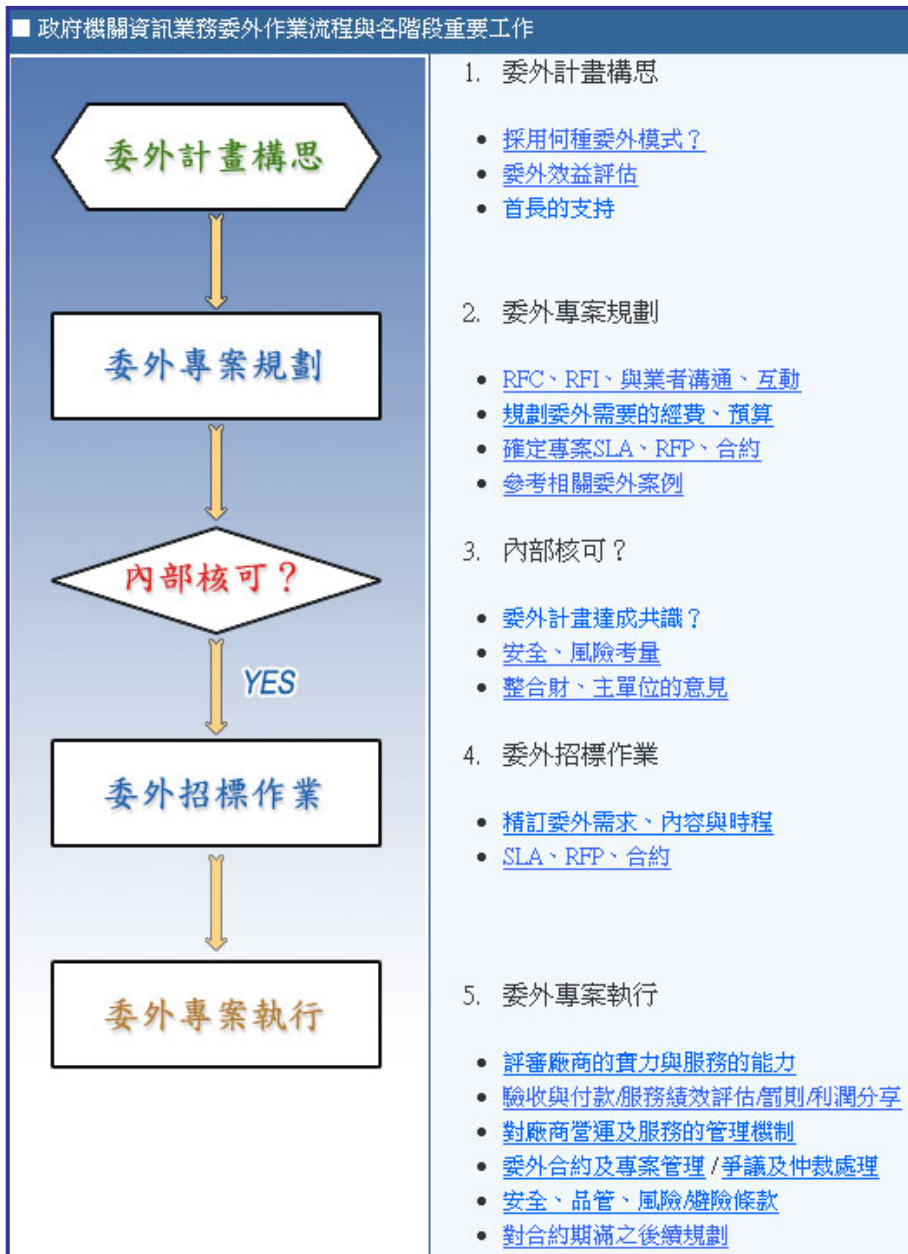 ■ 政府機關資訊業務委外作業流程與各階段重要工作
委外計畫構思
委外專案規劃
內部核可？
YES
委外招標作業
委外專案執行
1. 委外計畫構思
• 採用何種委外模式？
• 委外效益評估
• 首長的支持
2. 委外專案規劃
• RFC、RFI、與業者溝通、互動
• 規劃委外需要的經費、預算
• 確定專案SLA、RFP、合約
• 參考相關委外案例
3. 內部核可？
• 委外計畫達成共識？
• 安全、風險考量
• 整合財、主單位的意見
4. 委外招標作業
• 精訂委外需求、內容與時程
• SLA、RFP、合約
5. 委外專案執行
• 評審廠商的實力與服務的能力
• 驗收與付款/服務績效評估/罰則/利潤分享
• 對廠商營運及服務的管理機制
• 委外合約及專案管理 / 爭議及仲裁處理
• 安全、品管、風險/避險條款
• 對合約期滿之後續規劃